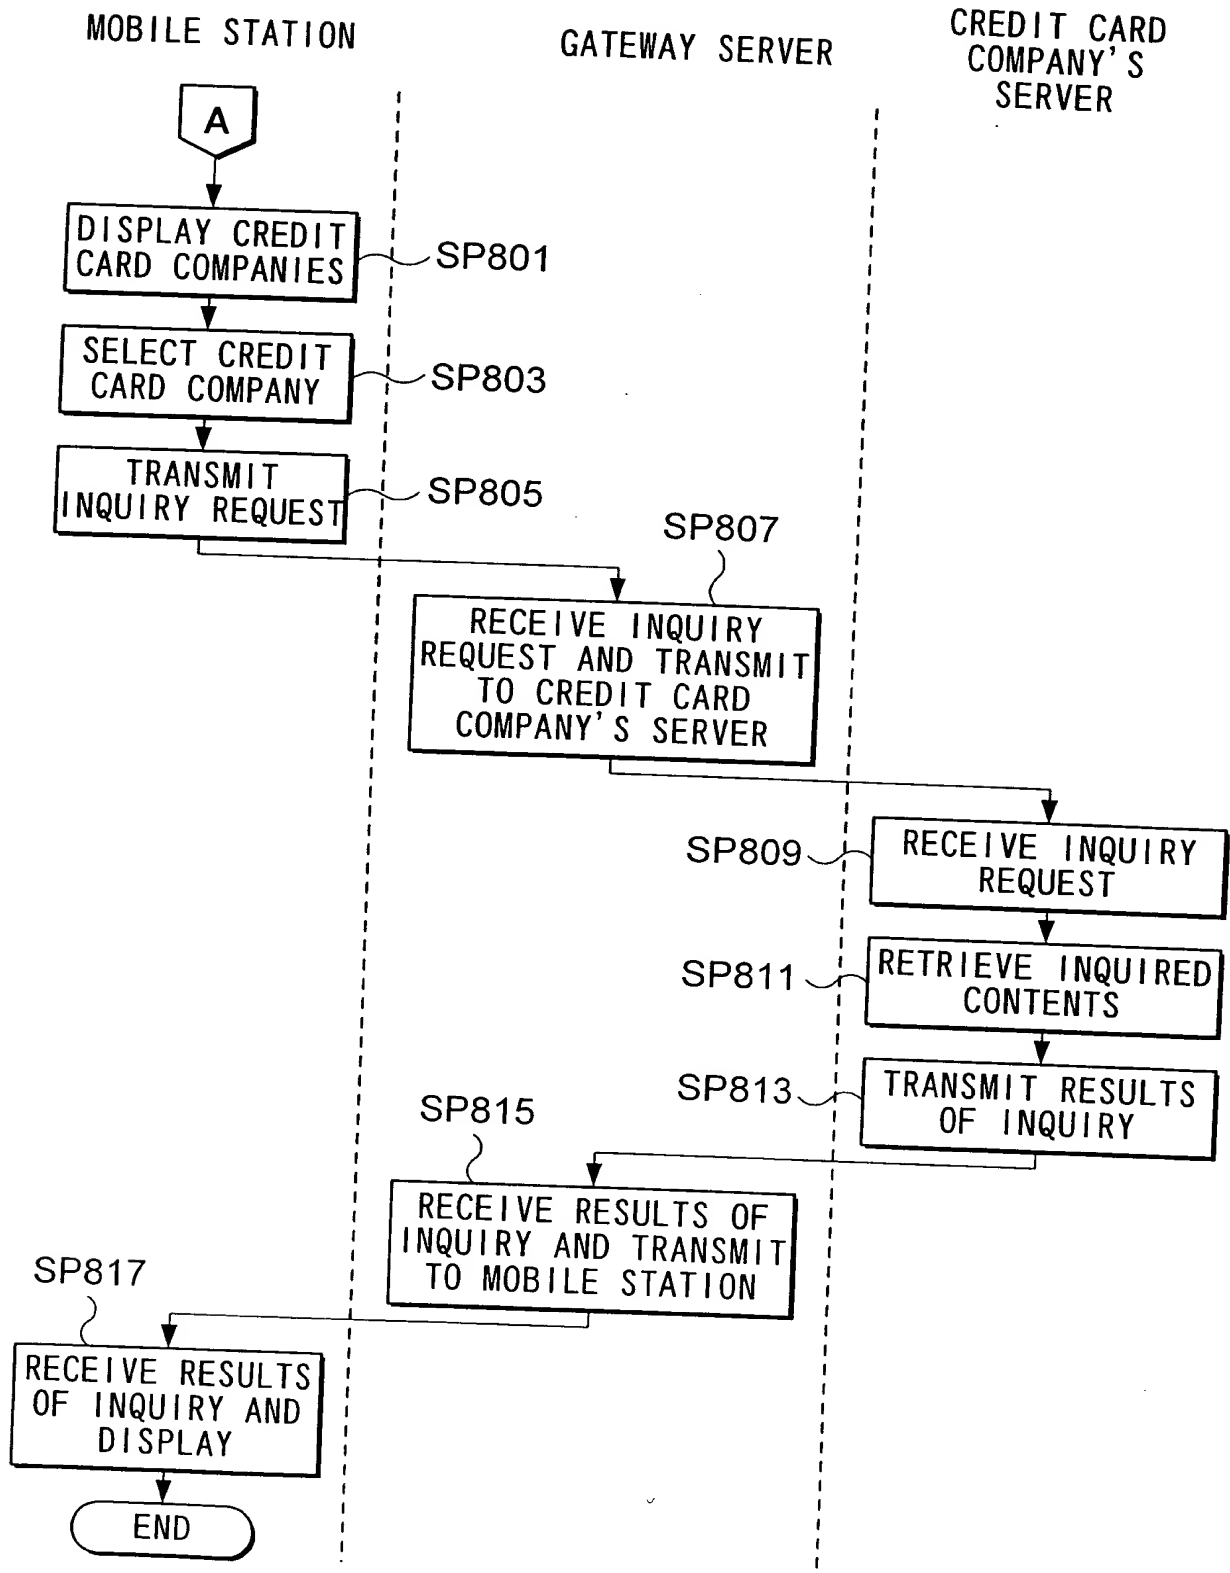 MOBILE STATION
GATEWAY SERVER
CREDIT CARD
COMPANY'S
SERVER
A
DISPLAY CREDIT
CARD COMPANIES
SP801
SELECT CREDIT
CARD COMPANY
SP803
TRANSMIT
INQUIRY REQUEST
SP805
SP807
RECEIVE INQUIRY
REQUEST AND TRANSMIT
TO CREDIT CARD
COMPANY'S SERVER
SP809
RECEIVE INQUIRY
REQUEST
SP811
RETRIEVE INQUIRED
CONTENTS
SP813
TRANSMIT RESULTS
OF INQUIRY
SP815
RECEIVE RESULTS OF
INQUIRY AND TRANSMIT
TO MOBILE STATION
SP817
RECEIVE RESULTS
OF INQUIRY AND
DISPLAY
END